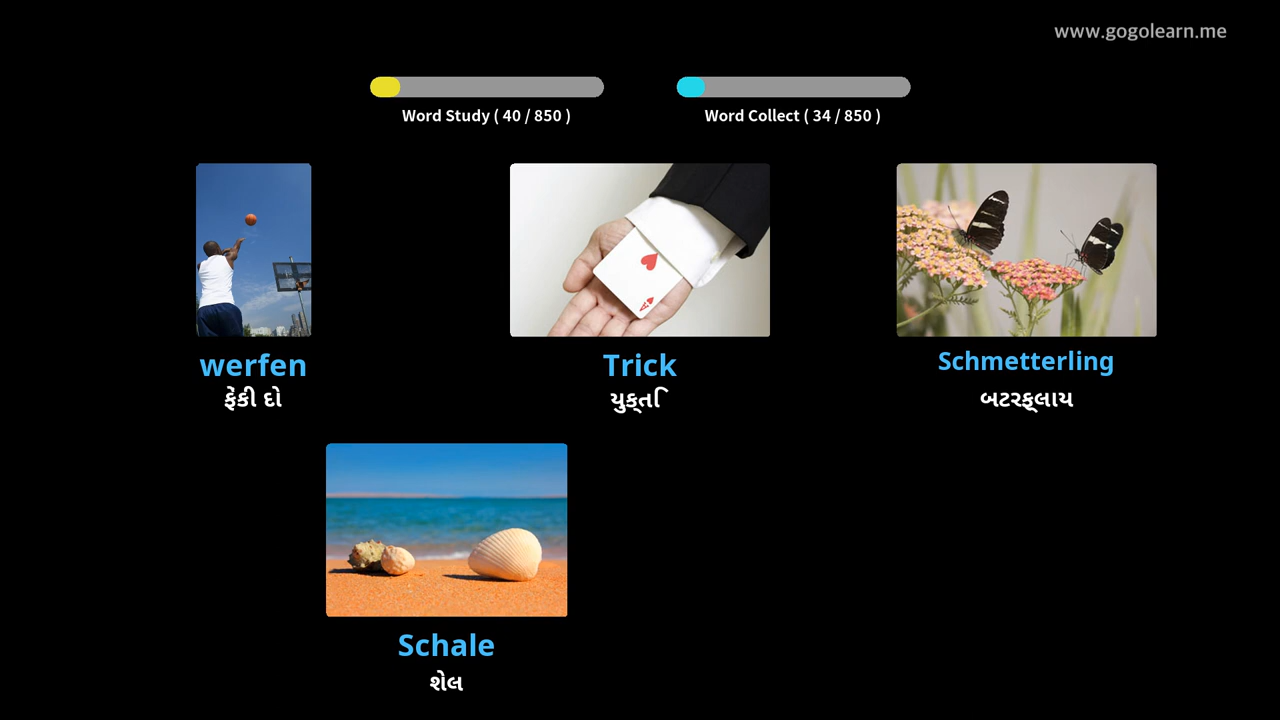 www.gogolearn.me
Word Study ( 40 / 850 )
Word Collect ( 34 / 850 )
werfen
ફેંકી દો
Trick
યુક્તિ
Schmetterling
બટરફ્લાય
Schale
શેલ